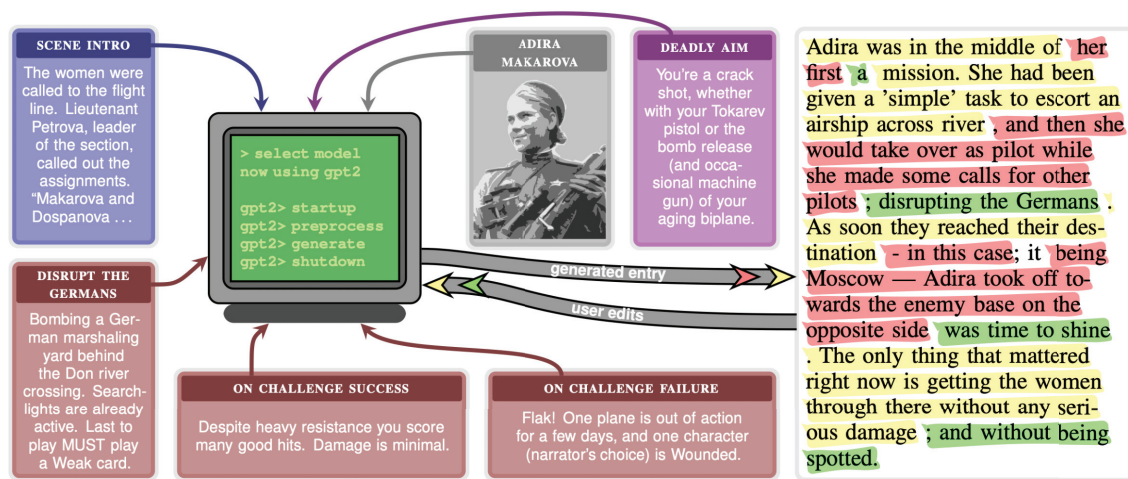 SCENE INTRO
The women were
called to the flight
line. Lieutenant
Petrova, leader
of the section,
called out the
assignments.
“Makarova and
Dospanova ...
DISRUPT THE
GERMANS
Bombing a Ger-
man marshaling
yard behind
the Don river
crossing. Search-
lights are already
active. Last to
play MUST play
a Weak card.
> select model
now using gpt2
gpt2> startup
gpt2> preprocess
gpt2> generate
gpt2> shutdown
ADIRA
MAKAROVA
DEADLY AIM
You're a crack
shot, whether
with your Tokarev
pistol or the
bomb release
(and occa-
sional machine
gun) of your
aging biplane.
generated entry
user edits
ON CHALLENGE SUCCESS
Despite heavy resistance you score
many good hits. Damage is minimal.
ON CHALLENGE FAILURE
Flak! One plane is out of action
for a few days, and one character
(narrator's choice) is Wounded.
Adira was in the middle of her
first a mission. She had been
given a 'simple' task to escort an
airship across river , and then she
would take over as pilot while
she made some calls for other
pilots ; disrupting the Germans .
As soon they reached their des-
tination - in this case; it being
Moscow — Adira took off to-
wards the enemy base on the
opposite side was time to shine
. The only thing that mattered
right now is getting the women
through there without any seri-
ous damage ; and without being
spotted.